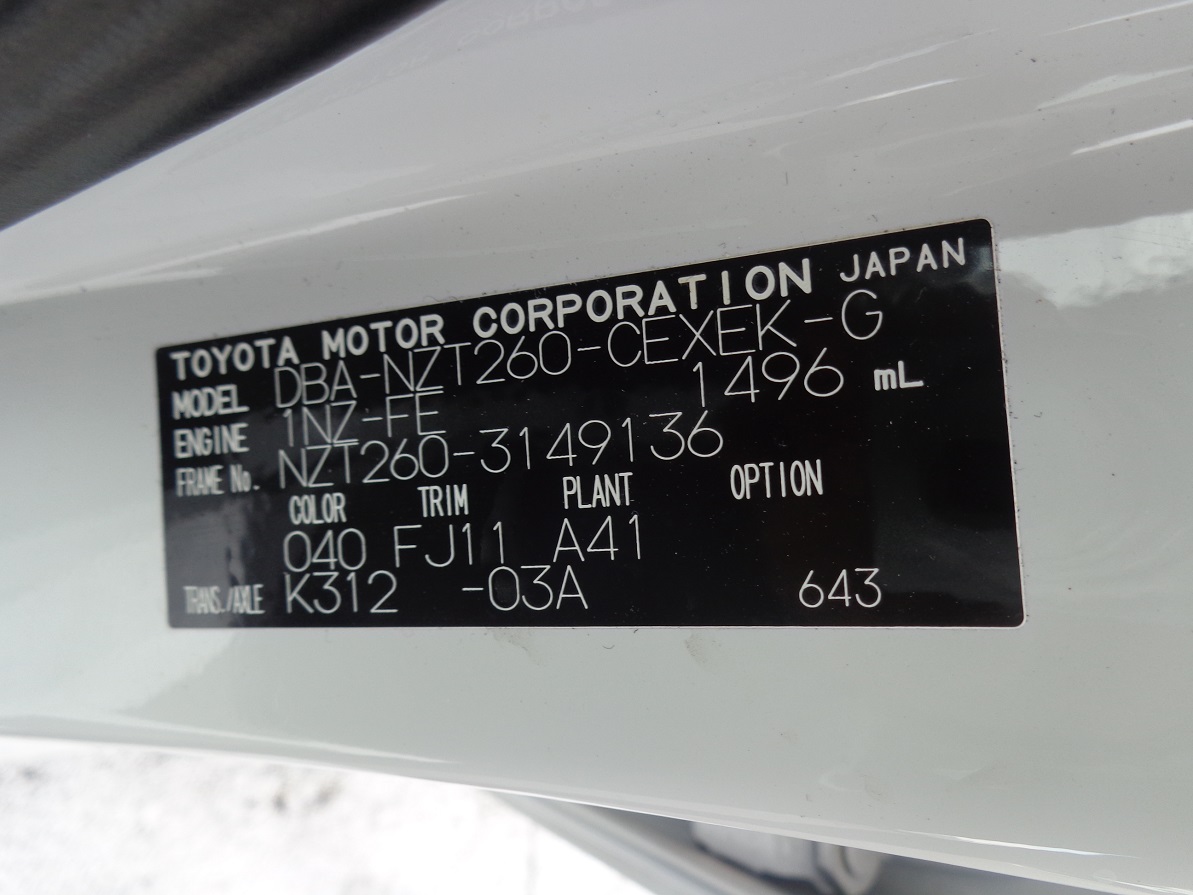 TOYOTA MOTOR CORPORATION JAPAN
MODEL DBA-NZT260-CEXEK-G
ENGINE 1NZ-FE 1496 mL
FRAME No. NZT260-3149136
COLOR TRIM PLANT OPTION
040 FJ11 A41
TRANS./AXLE K312 -03A 643